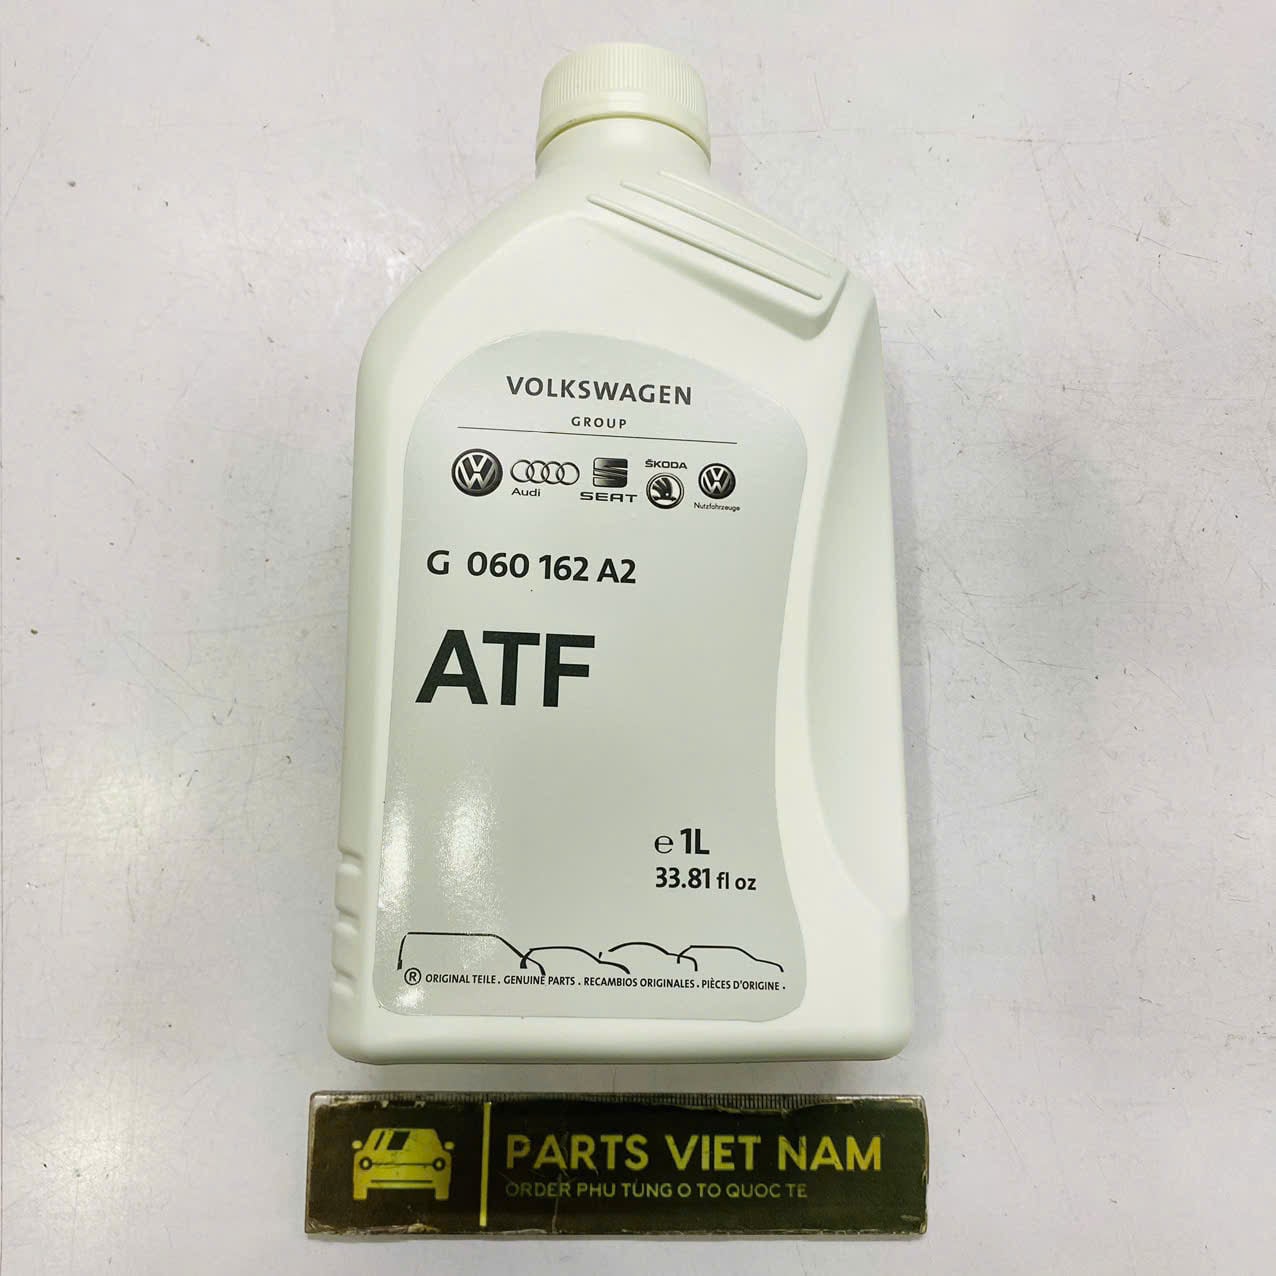 VOLKSWAGEN
GROUP
Audi
SEAT
ŠKODA
Nutzfahrzeuge
G 060 162 A2
ATF
e 1L
33.81 fl oz
® ORIGINAL TEILE . GENUINE PARTS . RECAMBIOS ORIGINALES . PIÈCES D'ORIGINE .
PARTS VIET NAM
ORDER PHU TUNG O TO QUOC TE